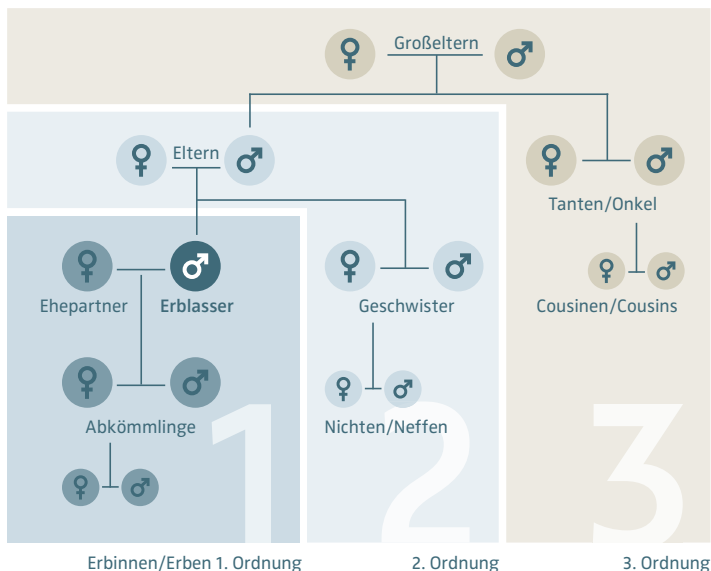 Großeltern
Eltern
Tanten/Onkel
Ehepartner
Erblasser
Geschwister
Cousinen/Cousins
Abkömmlinge
Nichten/Neffen
1
2
3
Erbinnen/Erben 1. Ordnung
2. Ordnung
3. Ordnung